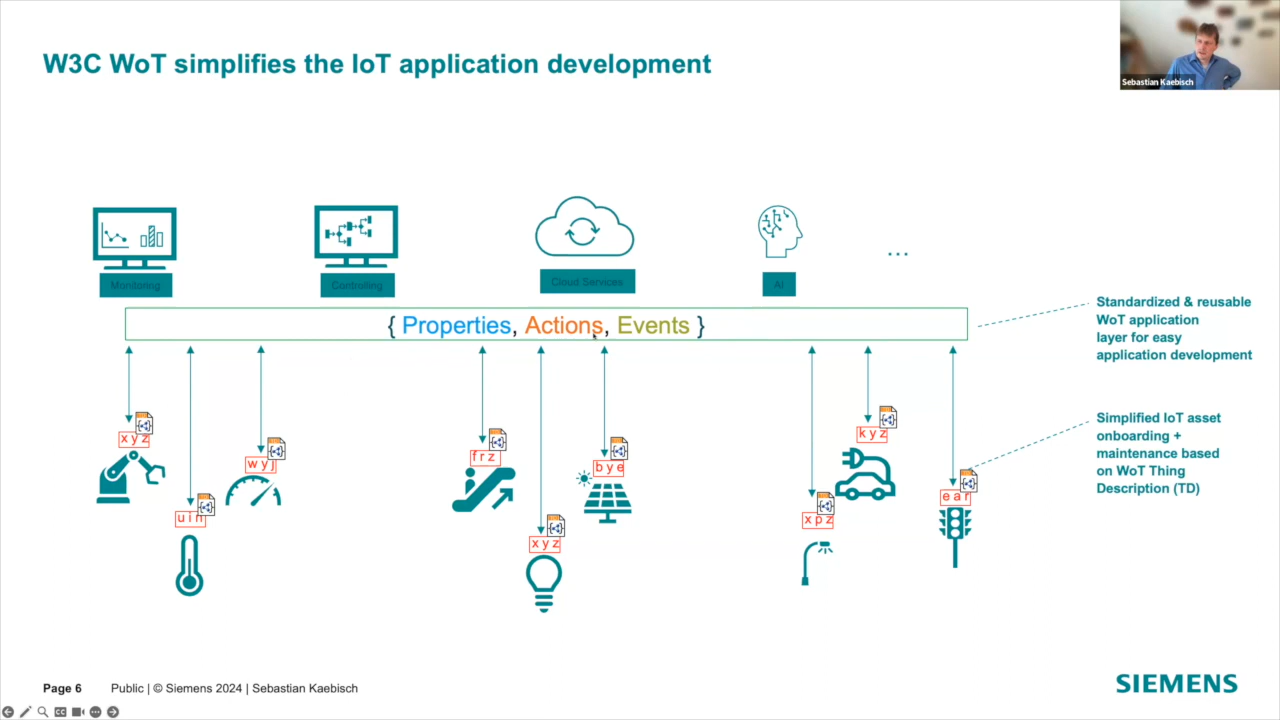 W3C WoT simplifies the IoT application development
Sebastian Kaebisch
Monitoring
Controlling
Cloud Services
AI
...
{ Properties, Actions, Events }
Standardized & reusable
WoT application
layer for easy
application development
Simplified IoT asset
onboarding +
maintenance based
on WoT Thing
Description (TD)
x y z
w y j
u i n
f r z
b y e
x y z
k y z
x p z
e a r
Page 6
Public | © Siemens 2024 | Sebastian Kaebisch
SIEMENS